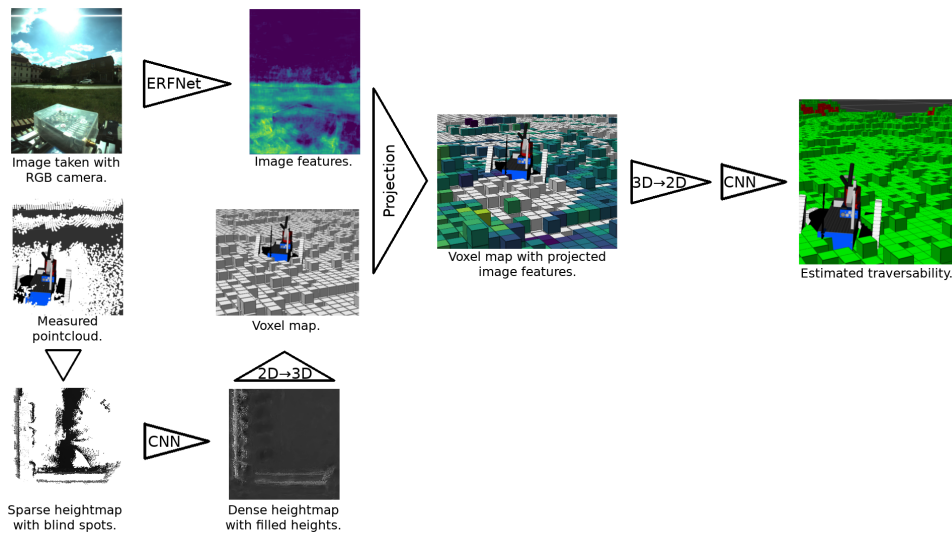 ERFNet
Image taken with
RGB camera.
Image features.
Projection
3D→2D
CNN
Voxel map with projected
image features.
Estimated traversability.
Measured
pointcloud.
Voxel map.
2D→3D
CNN
Sparse heightmap
with blind spots.
Dense heightmap
with filled heights.